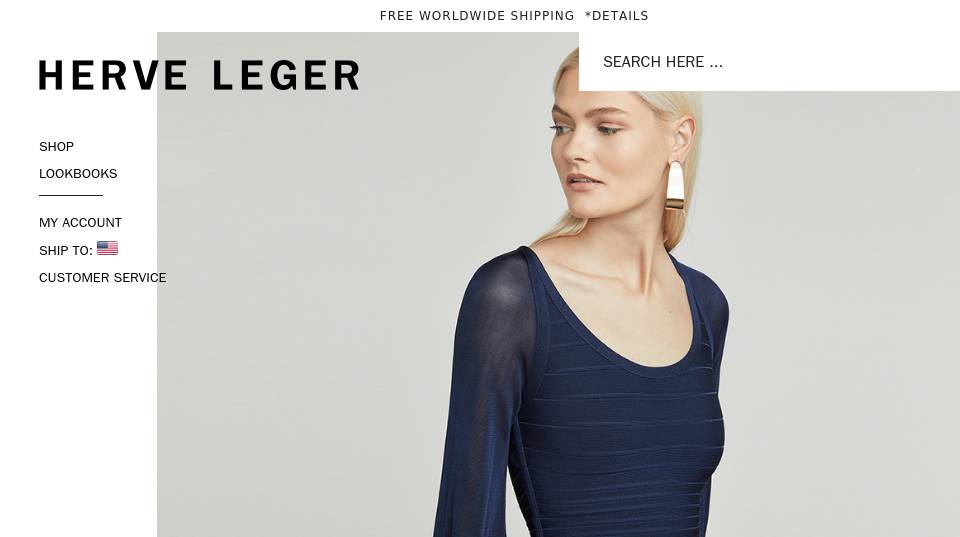 FREE WORLDWIDE SHIPPING *DETAILS
SEARCH HERE ...
HERVE LEGER
SHOP
LOOKBOOKS
MY ACCOUNT
SHIP TO:
CUSTOMER SERVICE